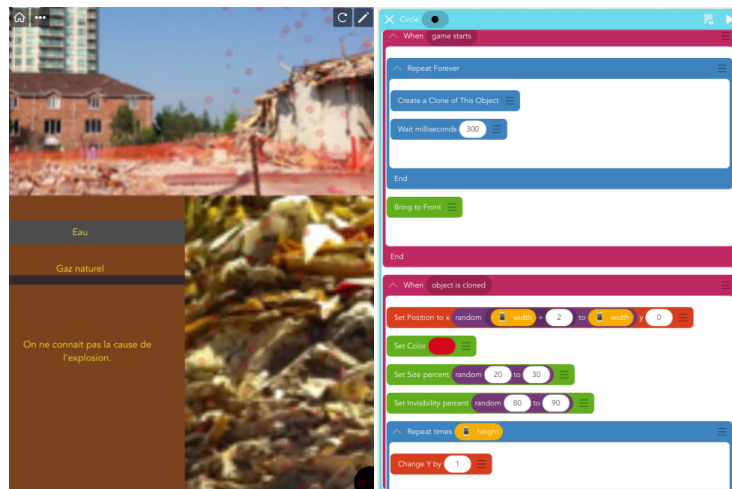 Eau
Gaz naturel
On ne connait pas la cause de
l'explosion.
Circle
When game starts
Repeat Forever
Create a Clone of This Object
Wait milliseconds 300
End
Bring to Front
End
When object is cloned
Set Position to x random width ÷ 2 to width y 0
Set Color
Set Size percent random 20 to 30
Set Invisibility percent random 80 to 90
Repeat times height
Change Y by 1